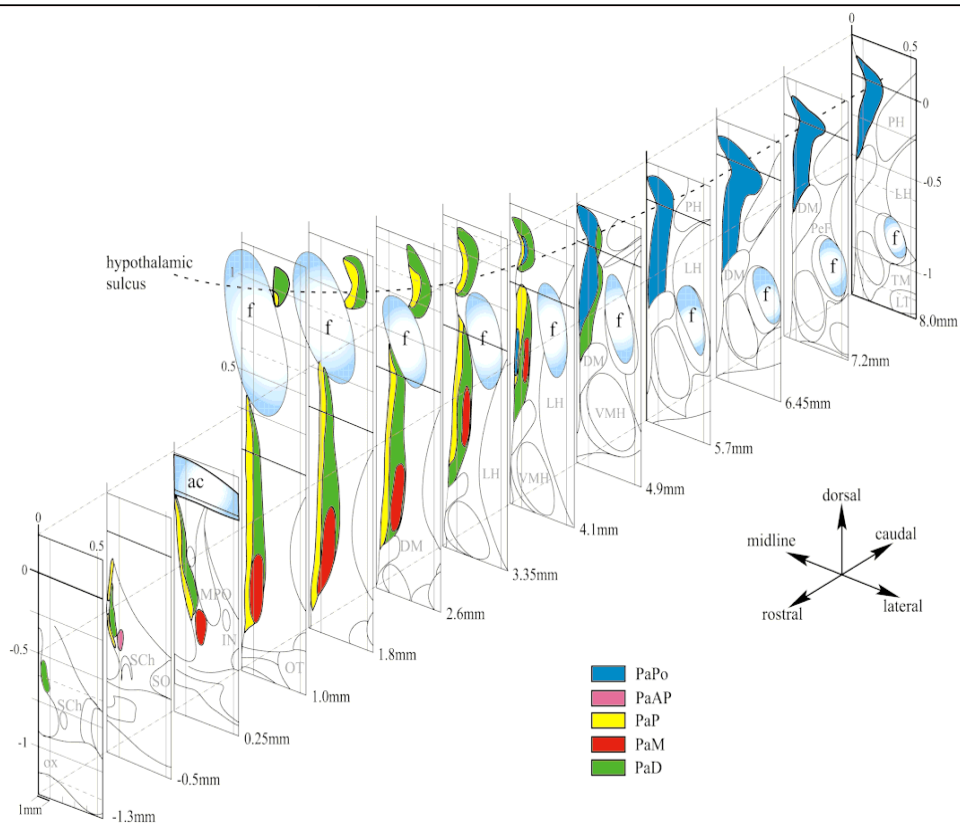 0
0.5
0
PH
LH
-0.5
f
-1
TM
LT
8.0mm
DM
PeF
f
7.2mm
DM
f
6.45mm
PH
LH
f
5.7mm
f
DM
VMH
4.9mm
f
LH
VMH
4.1mm
f
LH
3.35mm
f
DM
2.6mm
f
1.8mm
hypothalamic
sulcus
1
f
0.5
OT
1.0mm
ac
MPO
IN
0.25mm
0.5
SCh
SO
-0.5mm
0
0
-0.5
SCh
-1
ox
1mm
-1.3mm
dorsal
midline
caudal
rostral
lateral
PaPo
PaAP
PaP
PaM
PaD